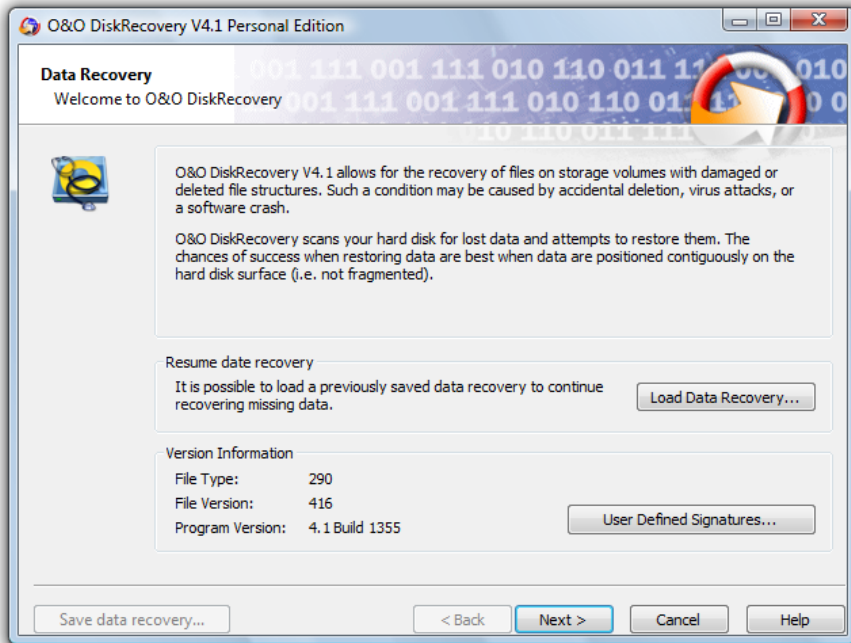 O&O DiskRecovery V4.1 Personal Edition
Data Recovery
Welcome to O&O DiskRecovery
O&O DiskRecovery V4.1 allows for the recovery of files on storage volumes with damaged or
deleted file structures. Such a condition may be caused by accidental deletion, virus attacks, or
a software crash.
O&O DiskRecovery scans your hard disk for lost data and attempts to restore them. The
chances of success when restoring data are best when data are positioned contiguously on the
hard disk surface (i.e. not fragmented).
Resume date recovery
It is possible to load a previously saved data recovery to continue
recovering missing data.
Load Data Recovery...
Version Information
File Type: 290
File Version: 416
Program Version: 4.1 Build 1355
User Defined Signatures...
Save data recovery...
< Back
Next >
Cancel
Help